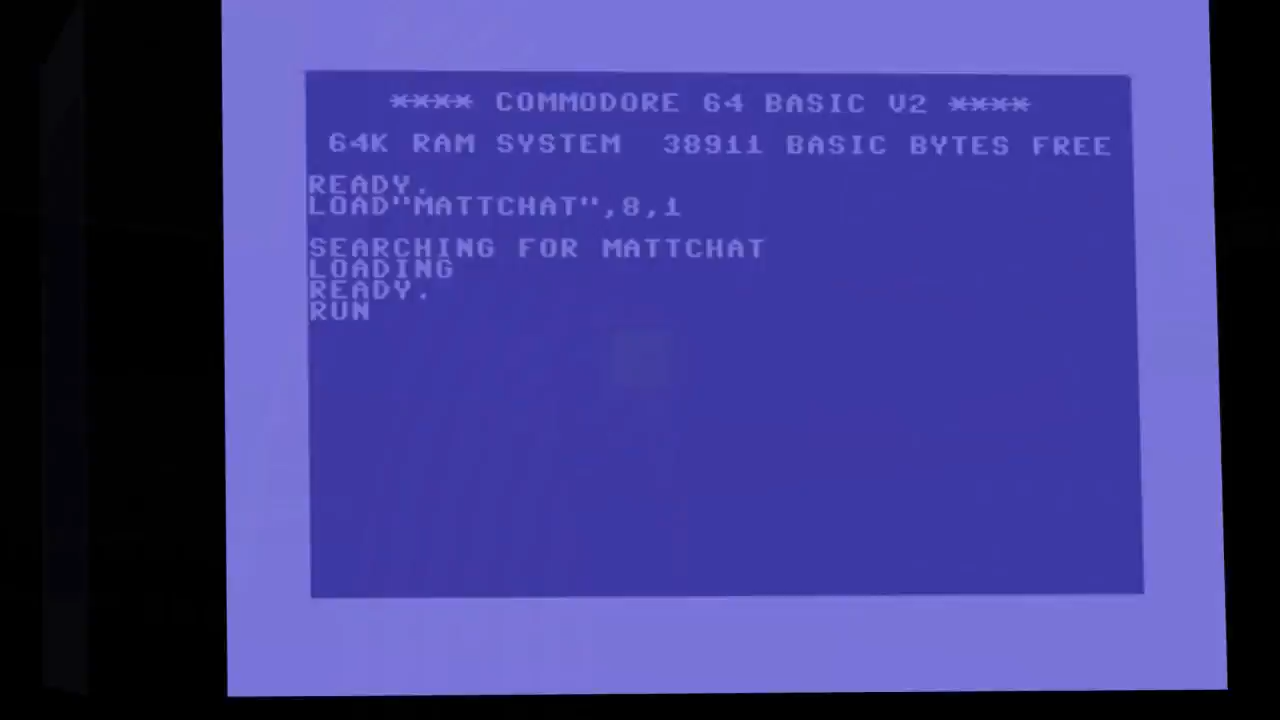 **** COMMODORE 64 BASIC V2 ****
64K RAM SYSTEM  38911 BASIC BYTES FREE
READY.
LOAD"MATTCHAT",8,1
SEARCHING FOR MATTCHAT
LOADING
READY.
RUN